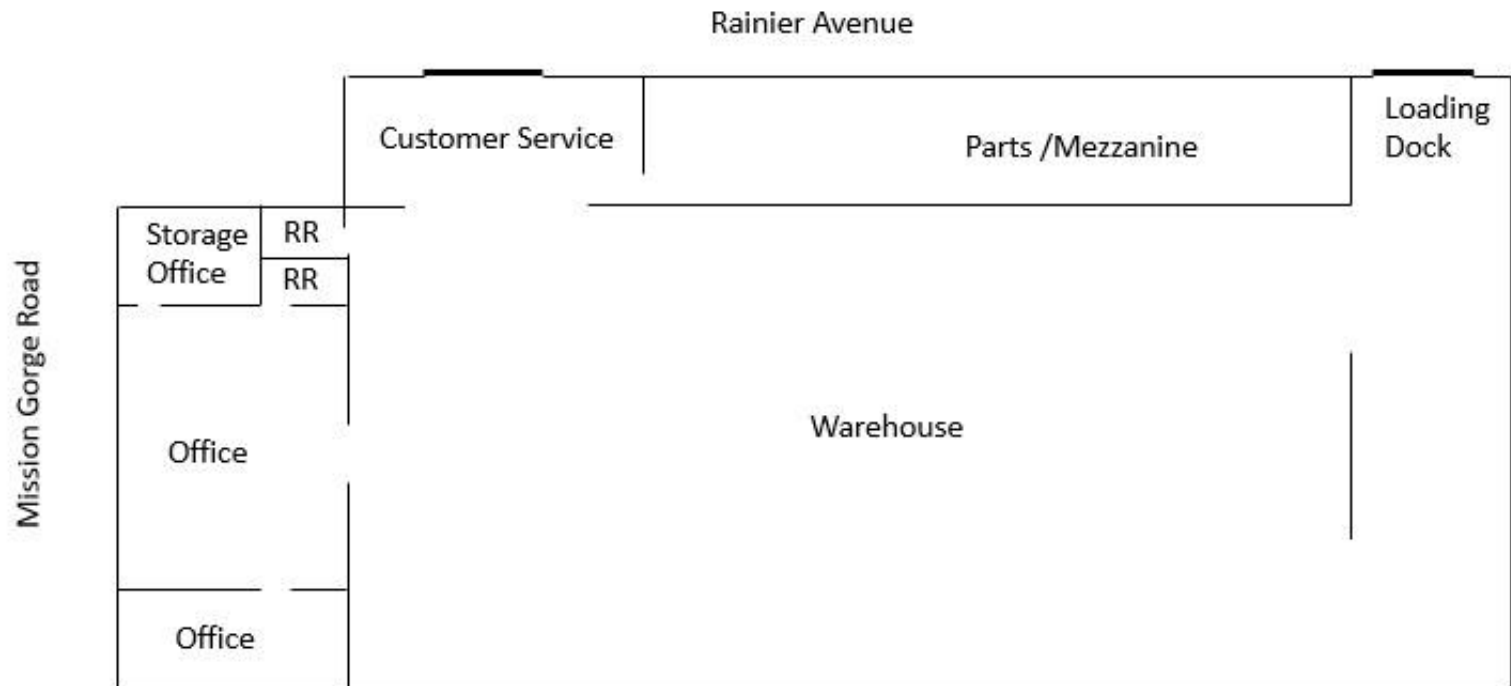 Rainier Avenue
Customer Service
Parts /Mezzanine
Loading
Dock
Storage
Office
RR
RR
Mission Gorge Road
Office
Warehouse
Office